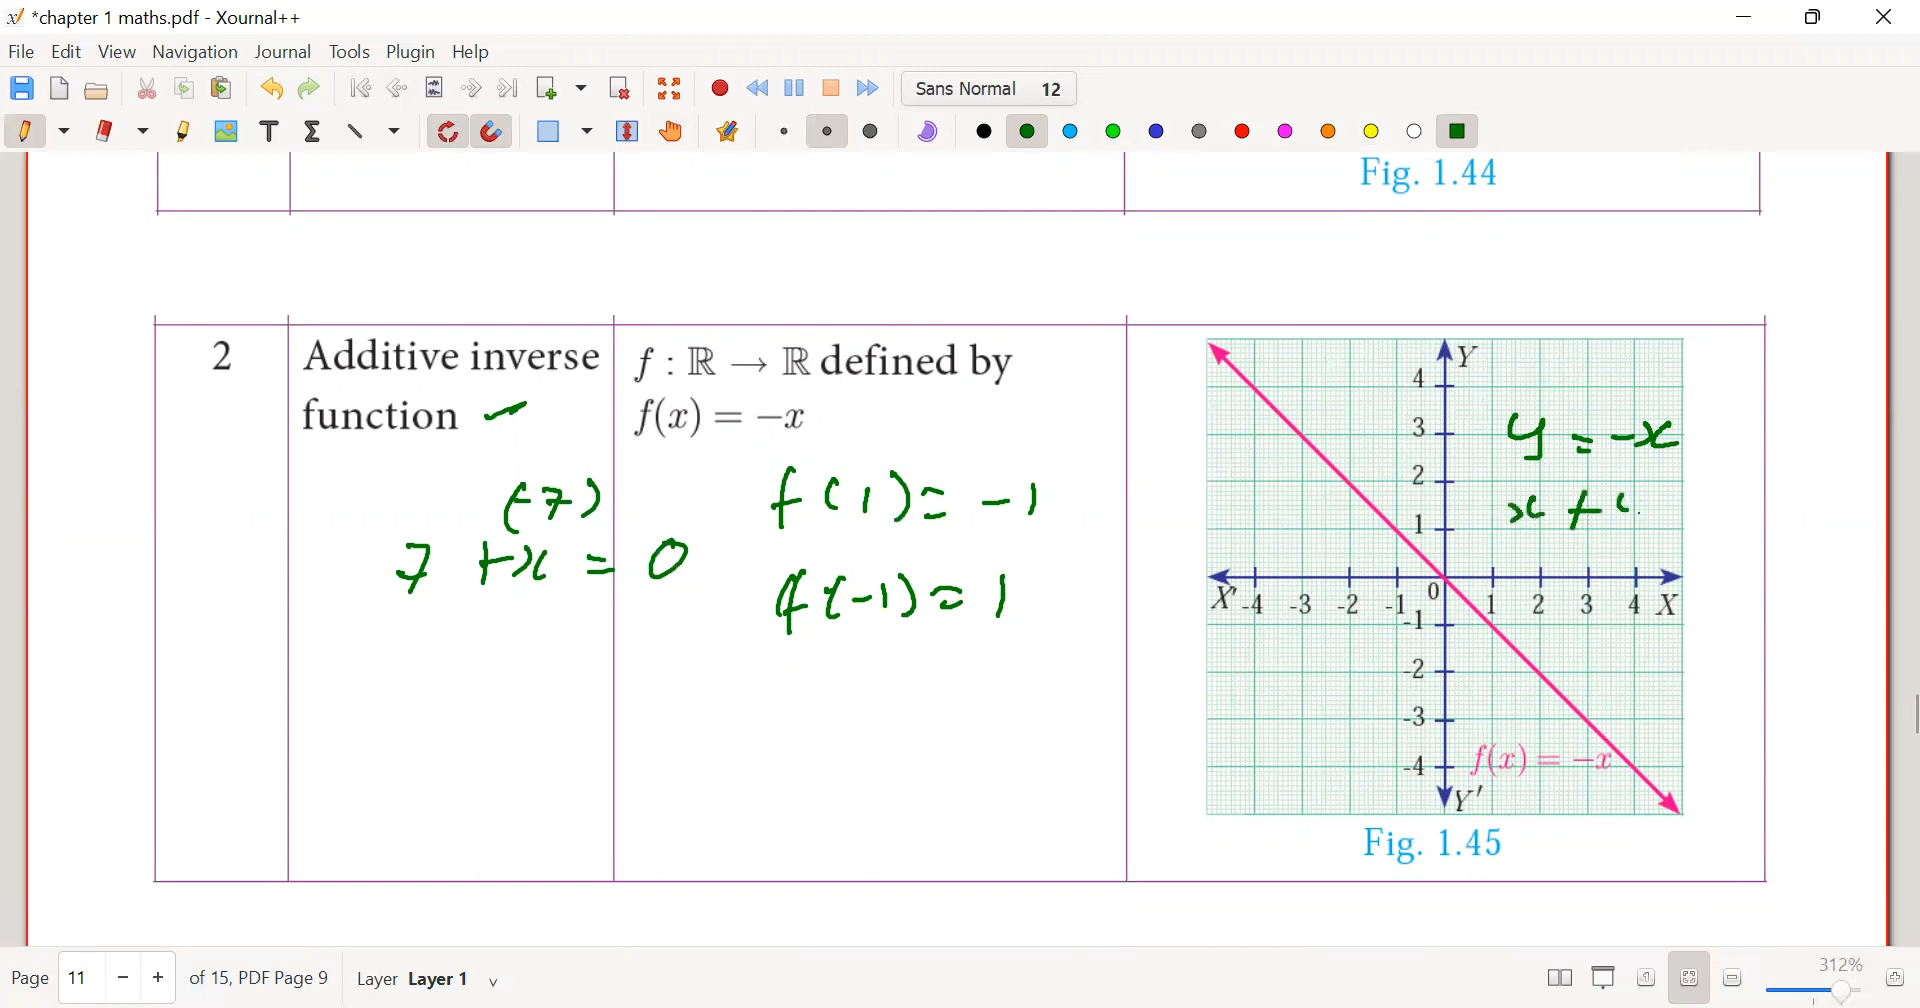 *chapter 1 maths.pdf - Xournal++
File Edit View Navigation Journal Tools Plugin Help
Sans Normal 12
Fig. 1.44
2
Additive inverse
function
f : ℝ → ℝ defined by
f(x) = −x
(-7)
7 +x = 0
f(1) = -1
f(-1) = 1
Y
4
3
2
1
y = -x
x +
X' -4 -3 -2 -1 0 1 2 3 4 X
-1
-2
-3
-4
f(x) = −x
Y'
Fig. 1.45
Page 11 − + of 15, PDF Page 9 Layer Layer 1 312%